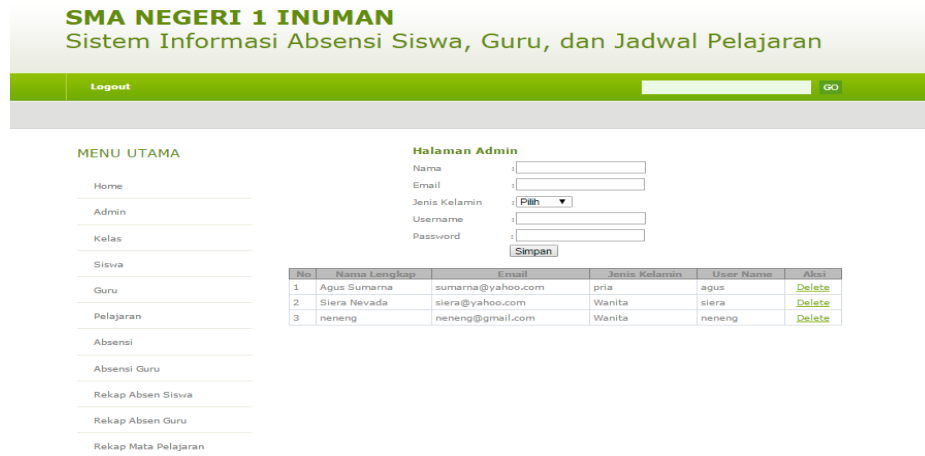 SMA NEGERI 1 INUMAN
Sistem Informasi Absensi Siswa, Guru, dan Jadwal Pelajaran
Logout GO
MENU UTAMA
Home
Admin
Kelas
Siswa
Guru
Pelajaran
Absensi
Absensi Guru
Rekap Absen Siswa
Rekap Absen Guru
Rekap Mata Pelajaran
Halaman Admin
Nama :
Email :
Jenis Kelamin : Pilih ▼
Username :
Password :
Simpan
No Nama Lengkap Email Jenis Kelamin User Name Aksi
1 Agus Sumarna sumarna@yahoo.com pria agus Delete
2 Siera Nevada siera@yahoo.com Wanita siera Delete
3 neneng neneng@gmail.com Wanita neneng Delete